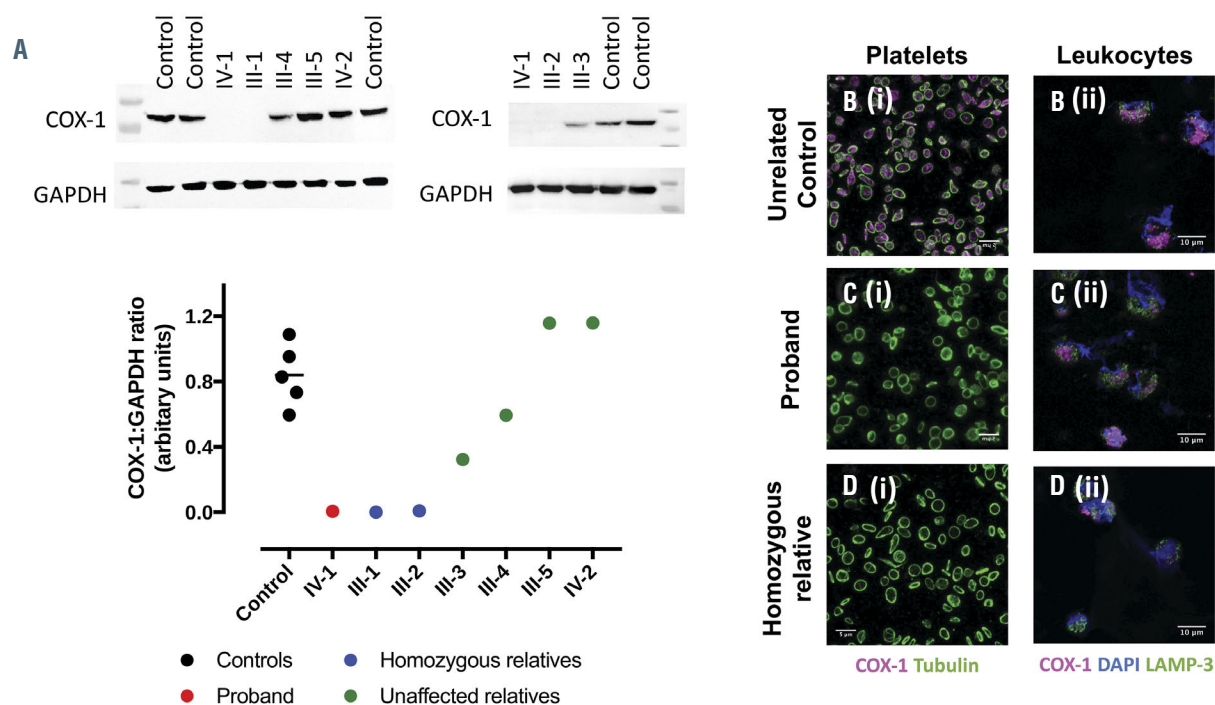 A
Control
Control
IV-1
III-1
III-4
III-5
IV-2
Control
COX-1
GAPDH
IV-1
III-2
III-3
Control
Control
COX-1
GAPDH
COX-1:GAPDH ratio
(arbitary units)
1.2
0.8
0.4
0.0
Control
IV-1
III-1
III-2
III-3
III-4
III-5
IV-2
Controls
Homozygous relatives
Proband
Unaffected relatives
Platelets
Leukocytes
Unrelated
Control
B (i)
B (ii)
10 µm
Proband
C (i)
C (ii)
10 µm
Homozygous
relative
D (i)
5 µm
D (ii)
10 µm
COX-1 Tubulin
COX-1 DAPI LAMP-3